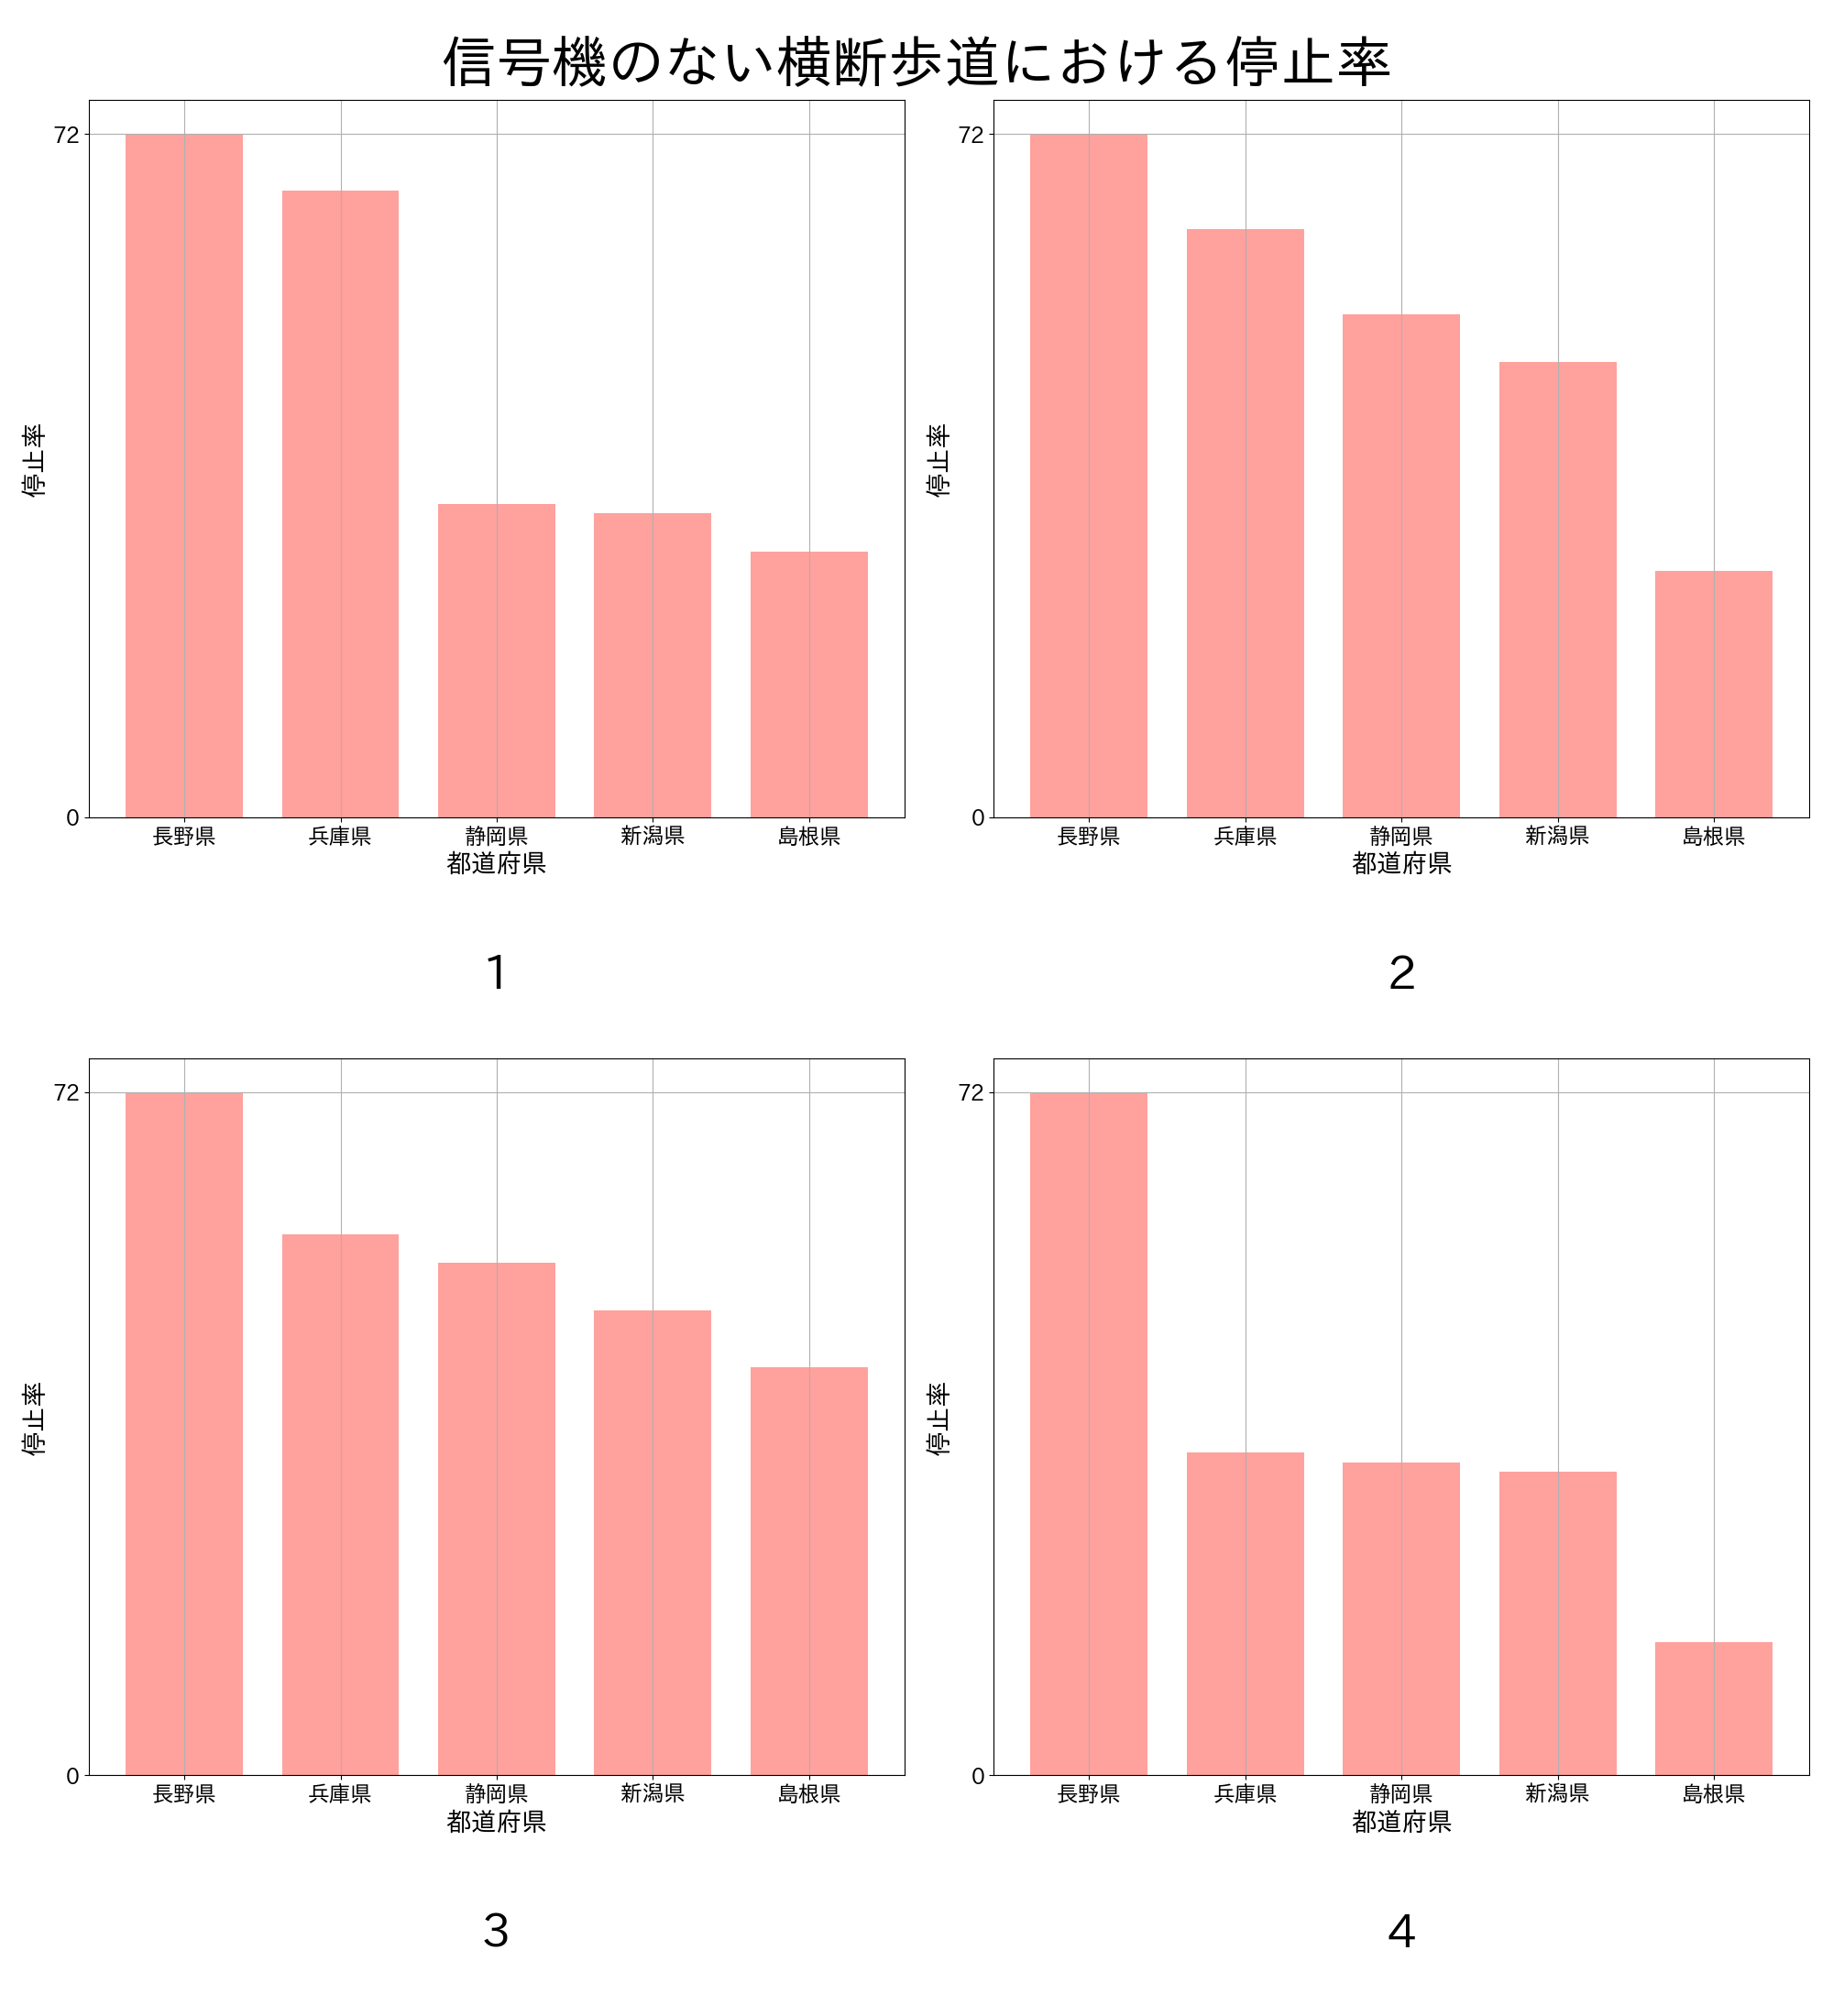 信号機のない横断歩道における停止率
72
停止率
0
長野県 兵庫県 静岡県 新潟県 島根県
都道府県
1
72
停止率
0
長野県 兵庫県 静岡県 新潟県 島根県
都道府県
2
72
停止率
0
長野県 兵庫県 静岡県 新潟県 島根県
都道府県
3
72
停止率
0
長野県 兵庫県 静岡県 新潟県 島根県
都道府県
4